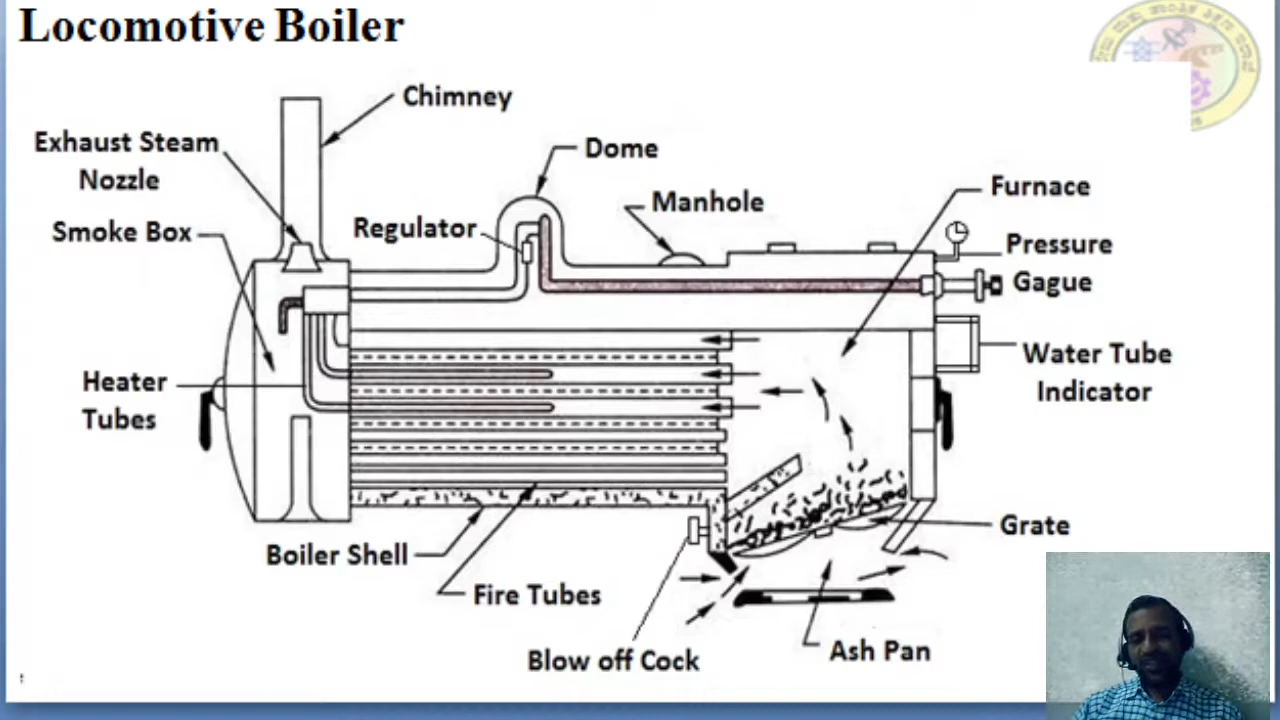 Locomotive Boiler
Chimney
Exhaust Steam
Nozzle
Dome
Manhole
Furnace
Smoke Box
Regulator
Pressure
Gague
Water Tube
Indicator
Heater
Tubes
Grate
Boiler Shell
Fire Tubes
Blow off Cock
Ash Pan